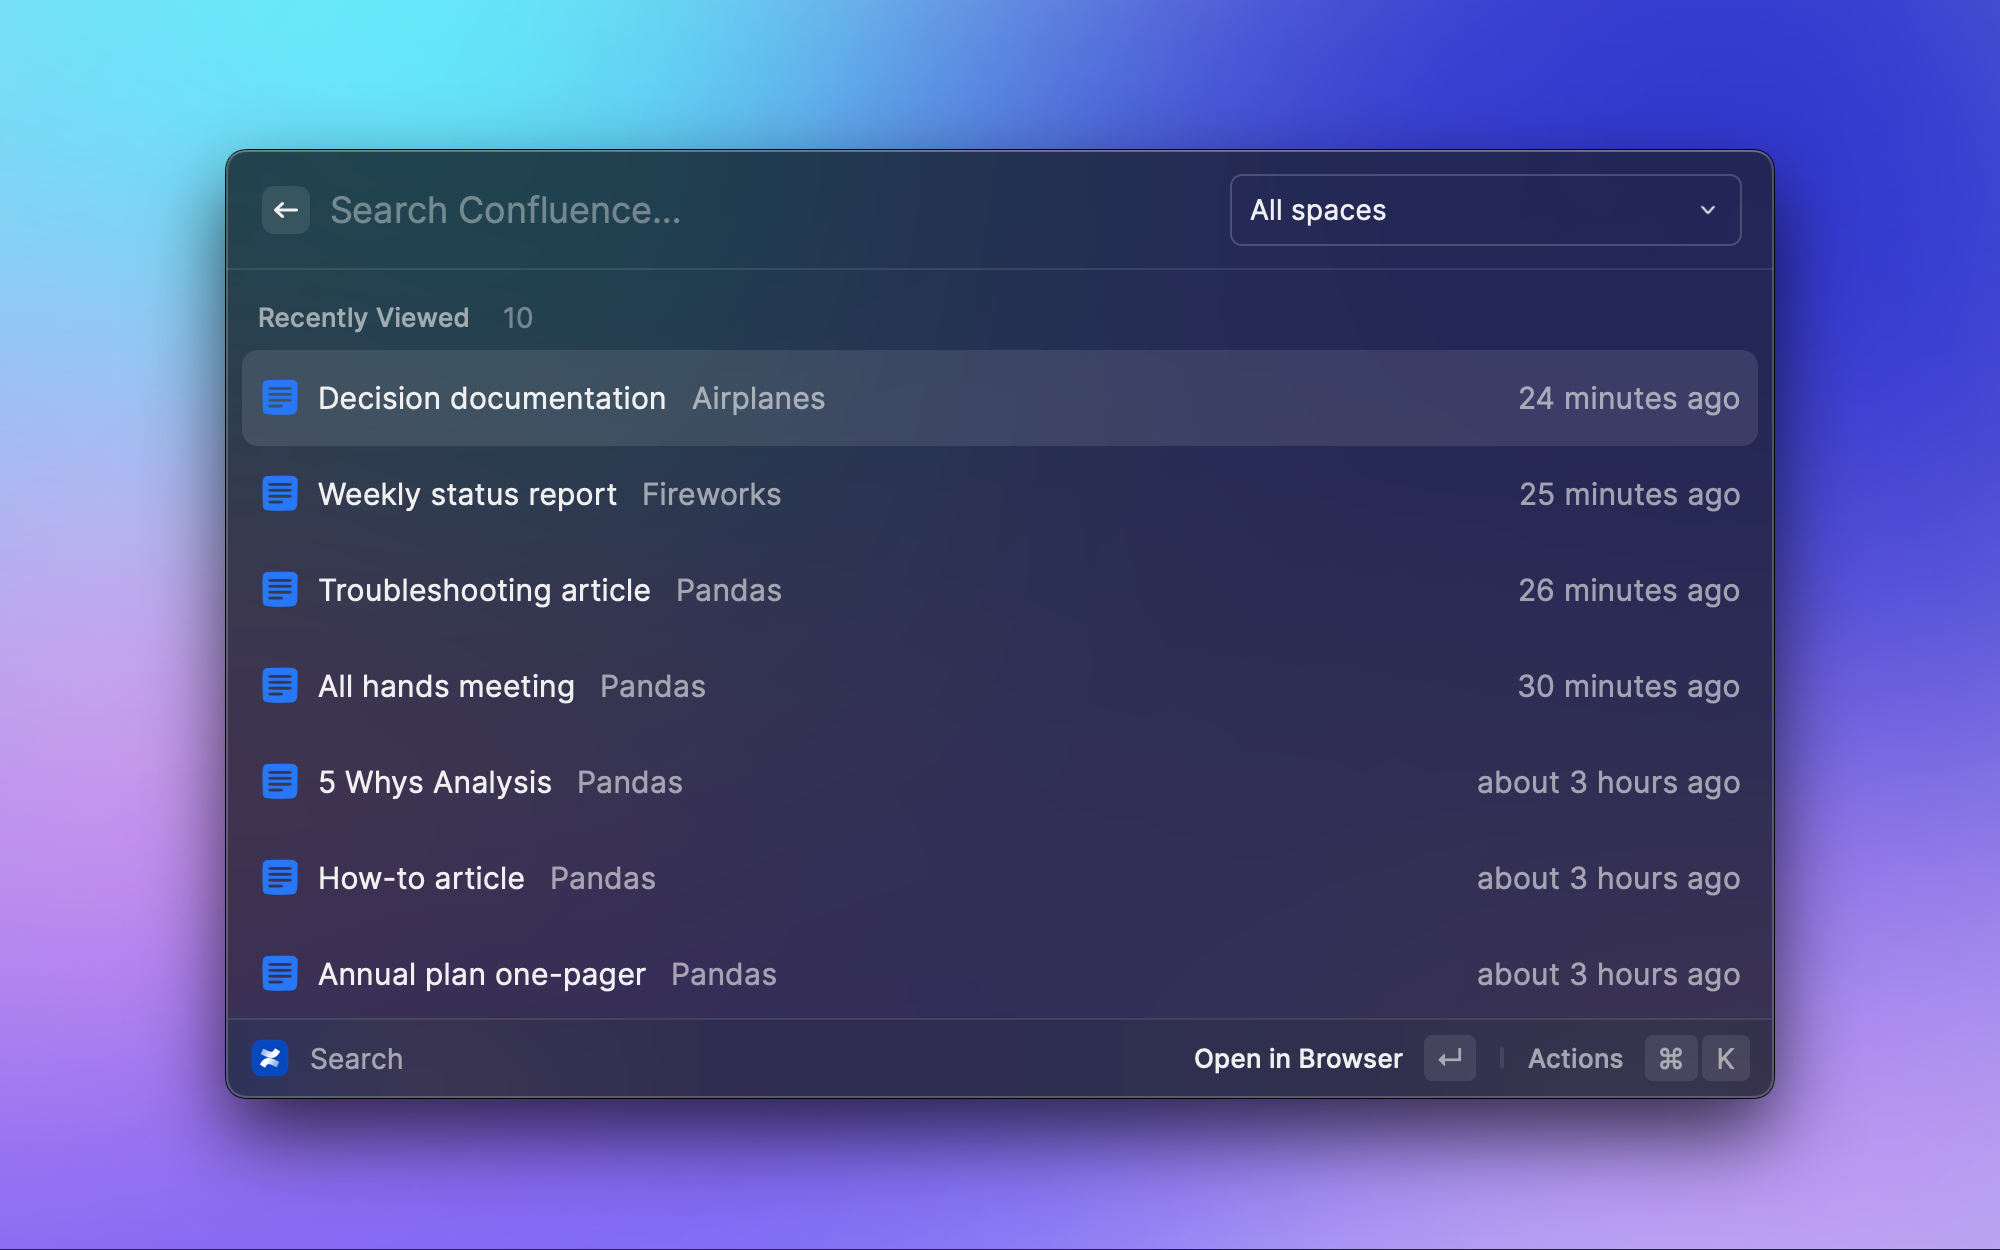 Search Confluence... All spaces
Recently Viewed 10
Decision documentation Airplanes 24 minutes ago
Weekly status report Fireworks 25 minutes ago
Troubleshooting article Pandas 26 minutes ago
All hands meeting Pandas 30 minutes ago
5 Whys Analysis Pandas about 3 hours ago
How-to article Pandas about 3 hours ago
Annual plan one-pager Pandas about 3 hours ago
Search Open in Browser ↵ | Actions ⌘ K